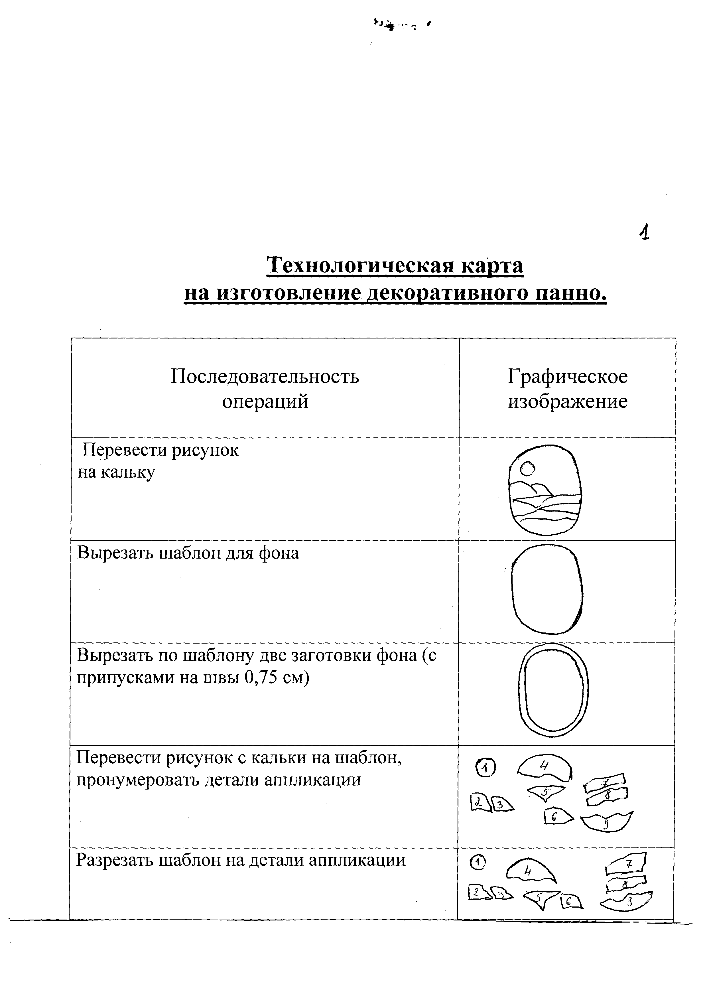 1
Технологическая карта
на изготовление декоративного панно.
Последовательность
операций
Графическое
изображение
Перевести рисунок
на кальку
Вырезать шаблон для фона
Вырезать по шаблону две заготовки фона (с
припусками на швы 0,75 см)
Перевести рисунок с кальки на шаблон,
пронумеровать детали аппликации
1
4
7
8
5
2
3
6
9
Разрезать шаблон на детали аппликации
1
4
7
8
2
3
5
6
9